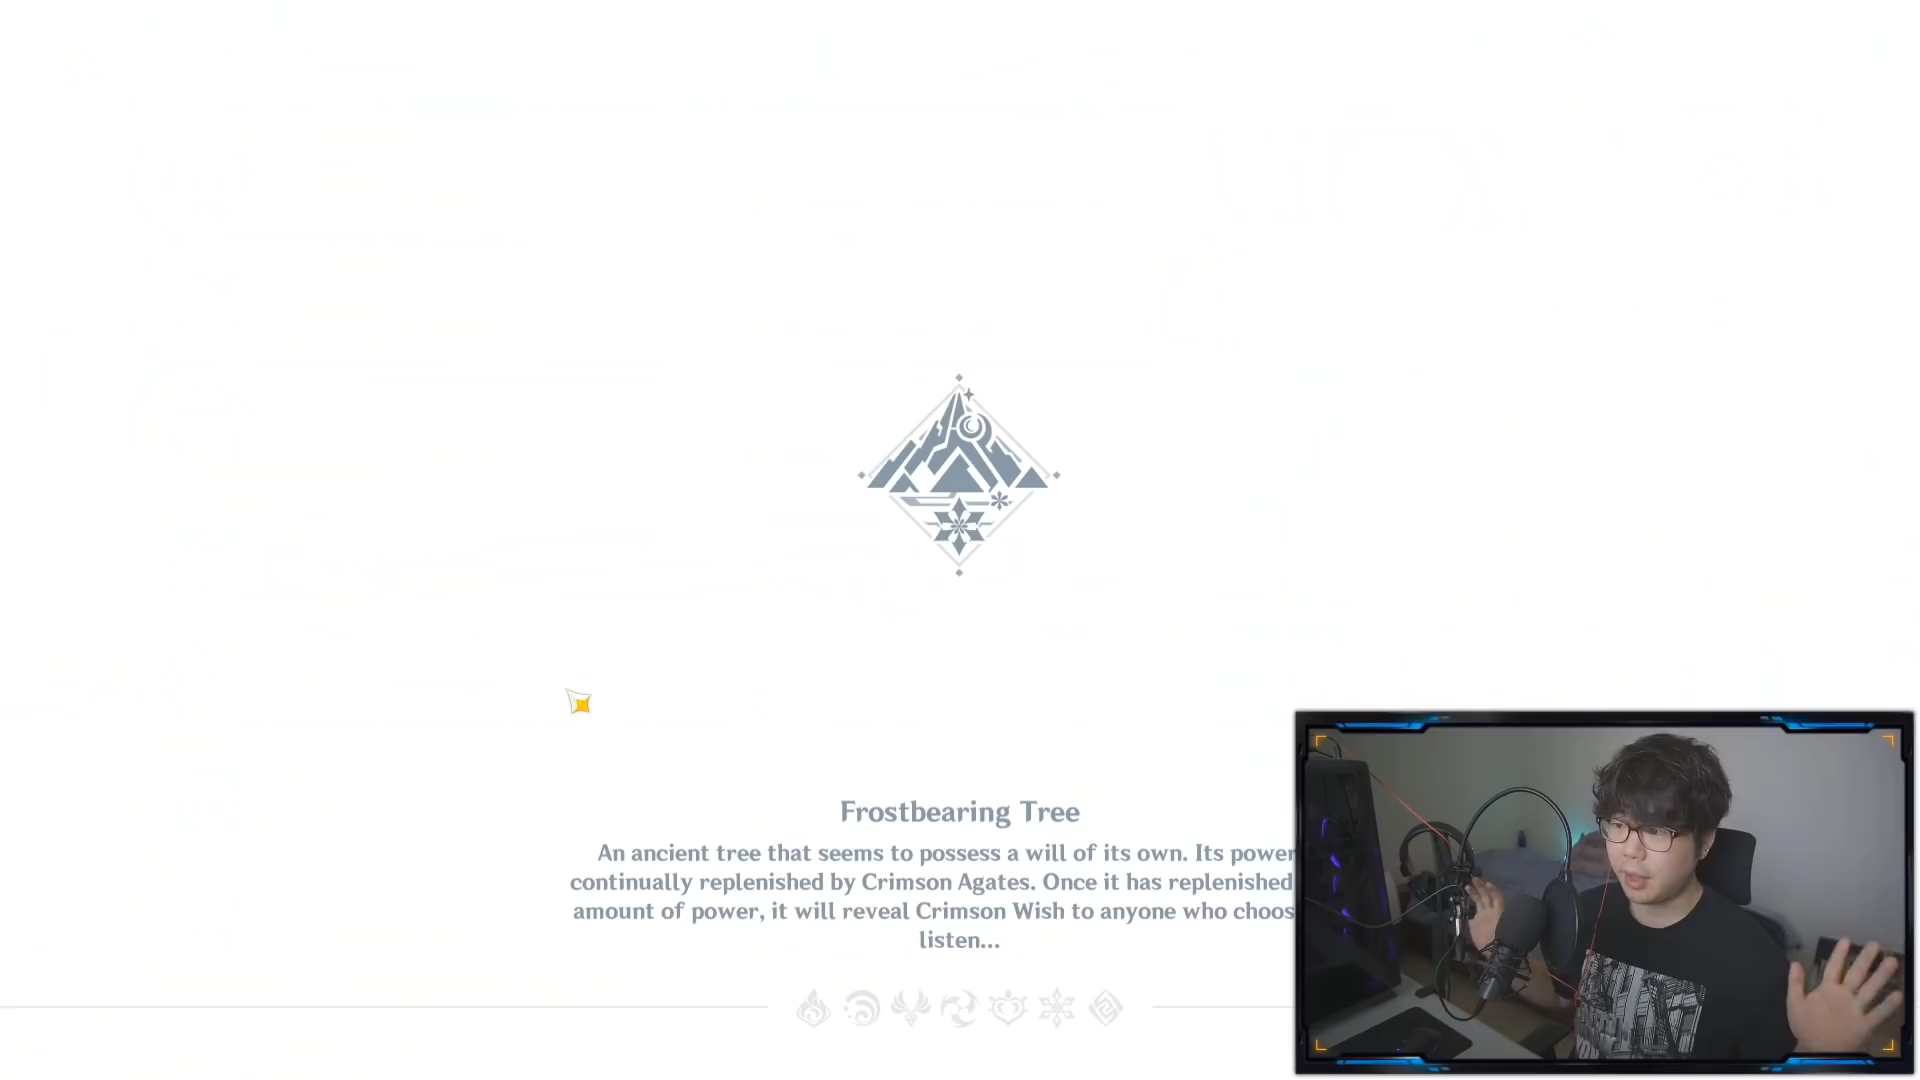 Frostbearing Tree
An ancient tree that seems to possess a will of its own. Its power
continually replenished by Crimson Agates. Once it has replenished
amount of power, it will reveal Crimson Wish to anyone who choos
listen...